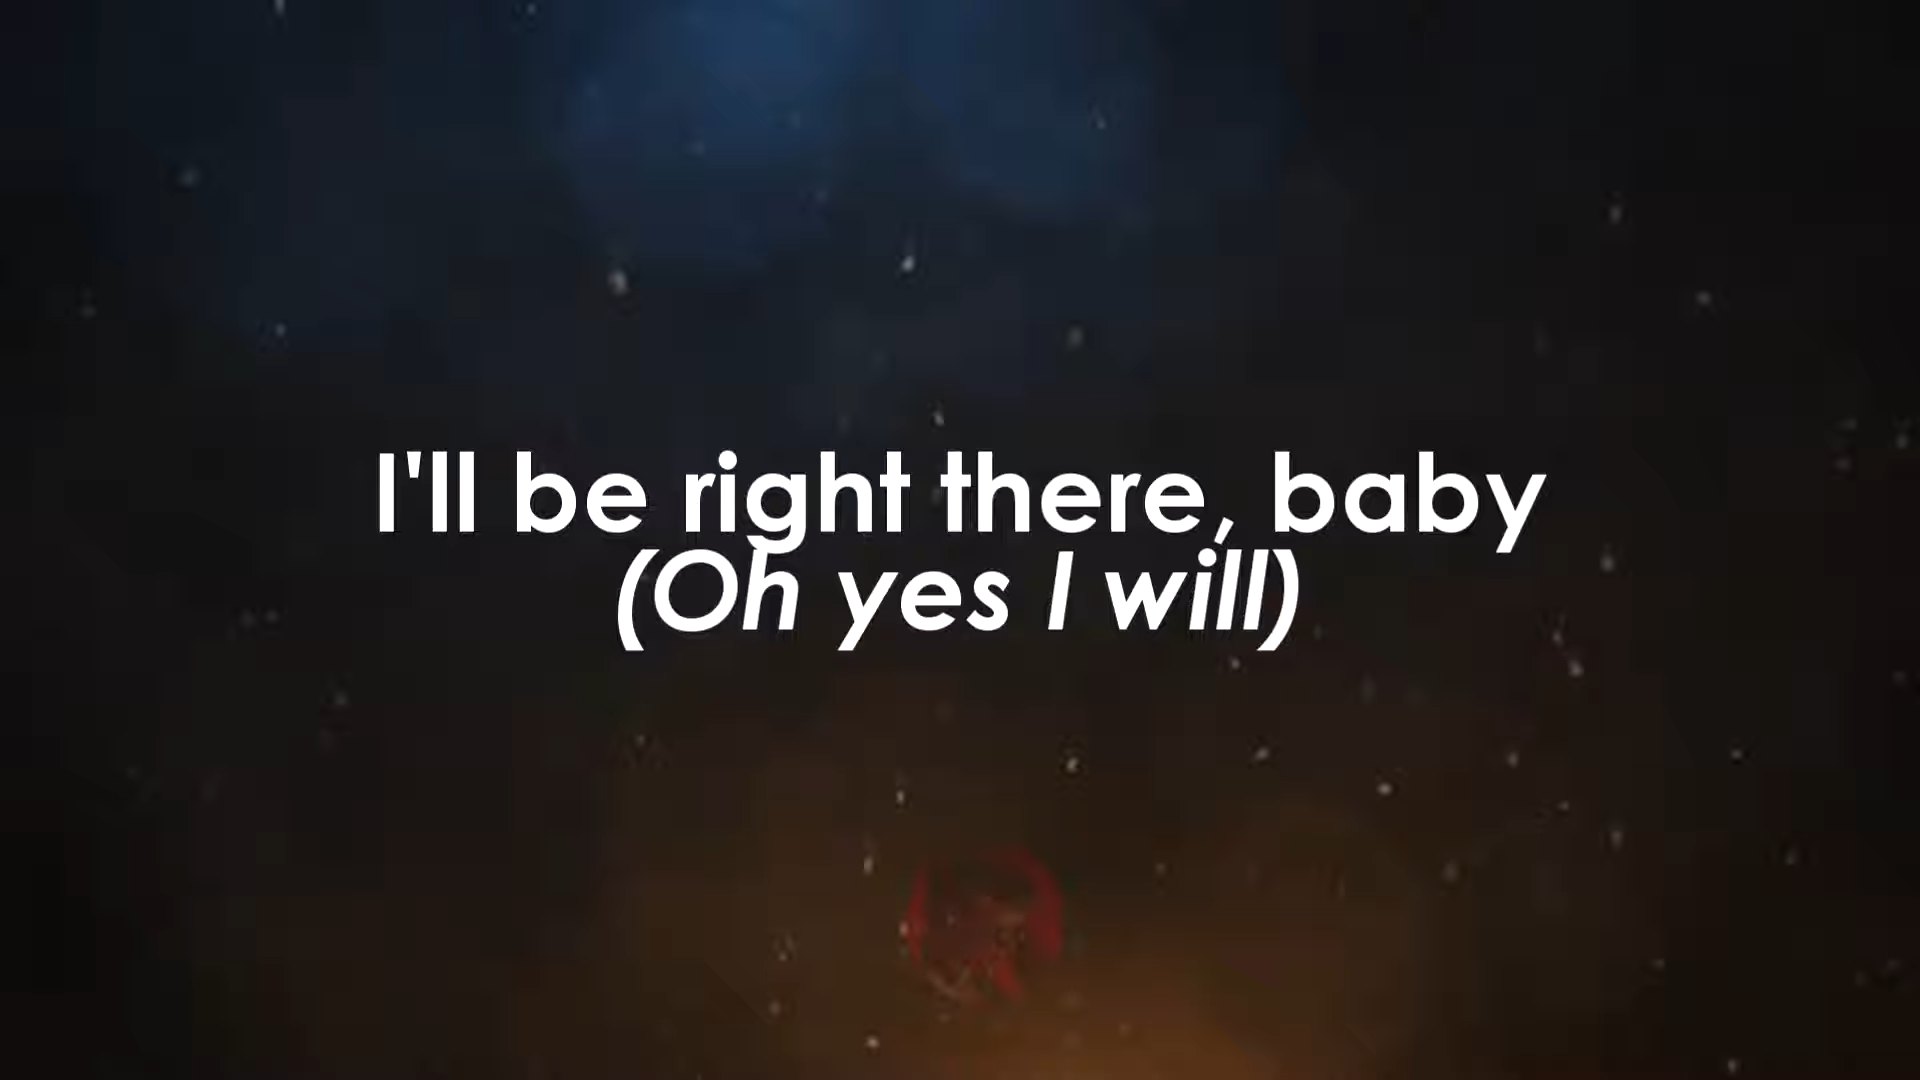 I'll be right there, baby
(Oh yes I will)